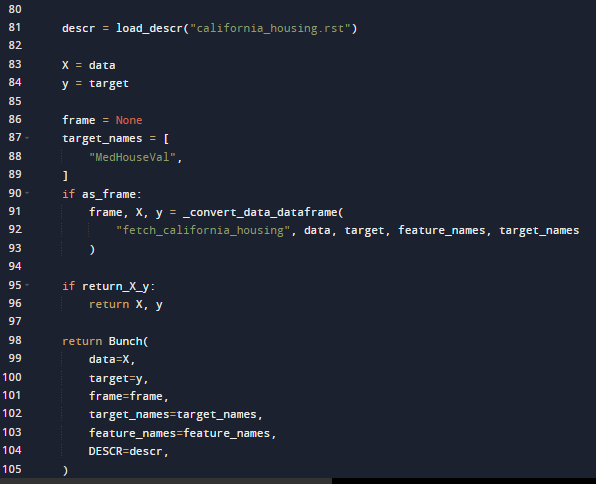 80
81 descr = load_descr("california_housing.rst")
82
83 X = data
84 y = target
85
86 frame = None
87 target_names = [
88 "MedHouseVal",
89 ]
90 if as_frame:
91 frame, X, y = _convert_data_dataframe(
92 "fetch_california_housing", data, target, feature_names, target_names
93 )
94
95 if return_X_y:
96 return X, y
97
98 return Bunch(
99 data=X,
100 target=y,
101 frame=frame,
102 target_names=target_names,
103 feature_names=feature_names,
104 DESCR=descr,
105 )